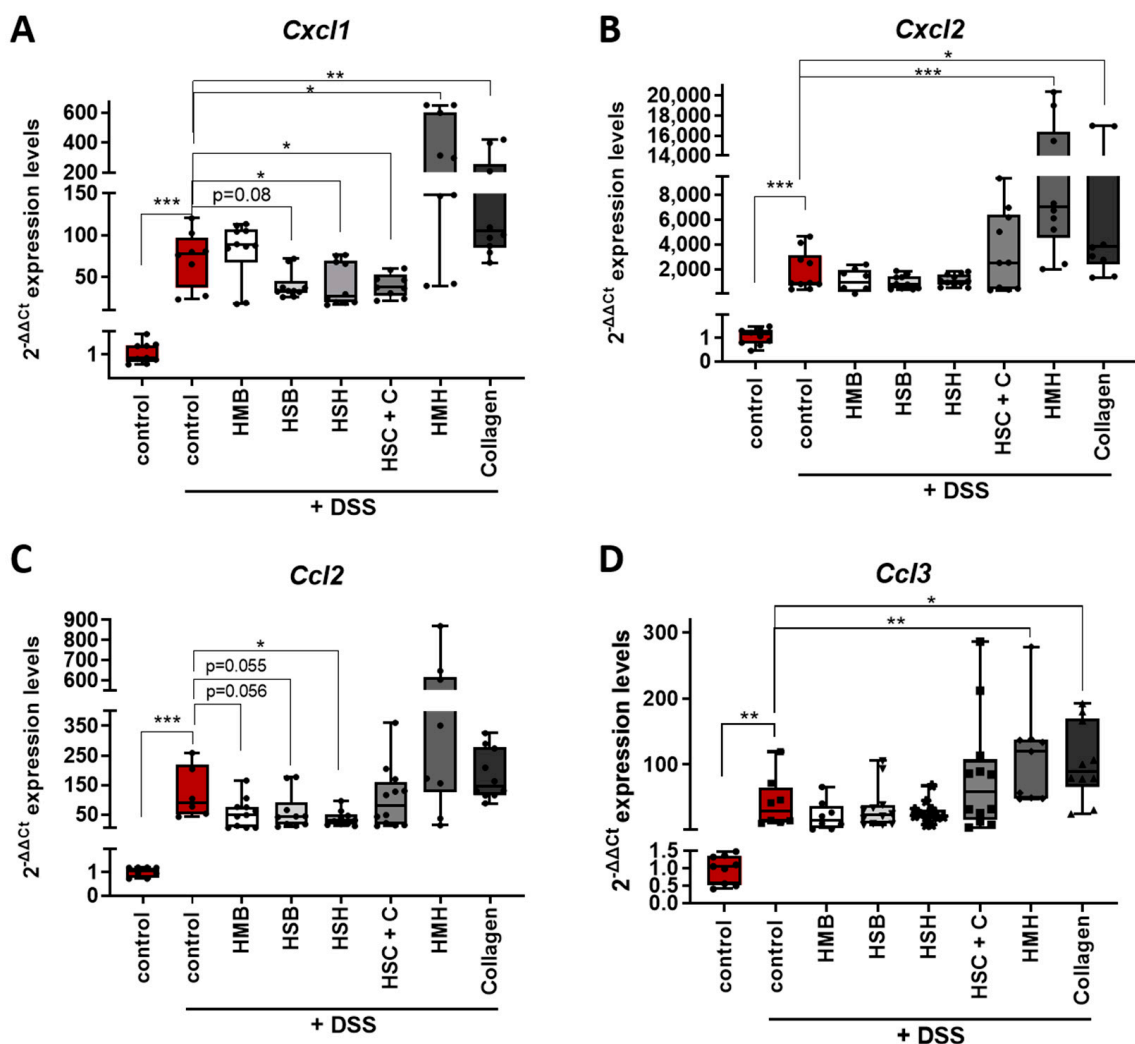 A
Cxcl1
2^-ΔΔCt expression levels
600
400
200
150
100
50
1
**
*
*
*
p=0.08
***
control
control
HMB
HSB
HSH
HSC + C
HMH
Collagen
+ DSS
B
Cxcl2
2^-ΔΔCt expression levels
20,000
18,000
16,000
14,000
12,000
10,000
8,000
6,000
4,000
2,000
1
0
*
***
***
control
control
HMB
HSB
HSH
HSC + C
HMH
Collagen
+ DSS
C
Ccl2
2^-ΔΔCt expression levels
900
800
700
600
350
250
150
50
1
0
*
p=0.055
p=0.056
***
control
control
HMB
HSB
HSH
HSC + C
HMH
Collagen
+ DSS
D
Ccl3
2^-ΔΔCt expression levels
300
200
100
1.5
1.0
0.5
0.0
*
**
**
control
control
HMB
HSB
HSH
HSC + C
HMH
Collagen
+ DSS